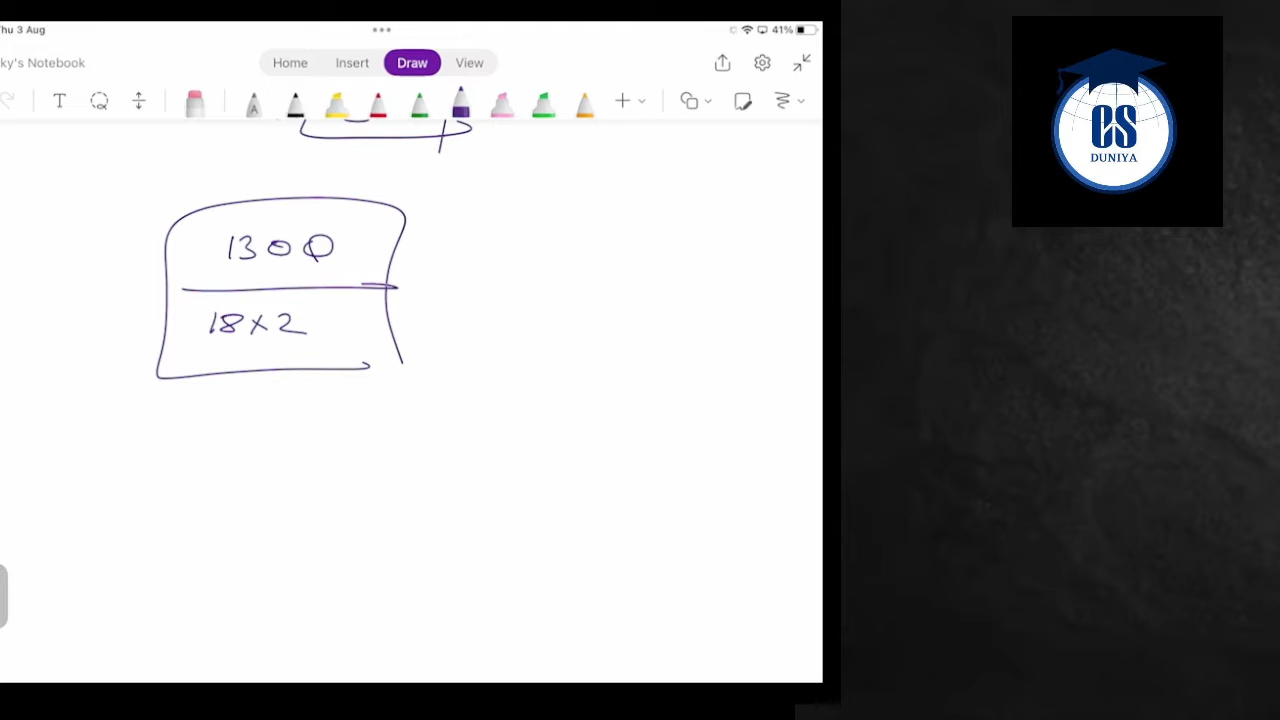 Thu 3 Aug
41%
ky's Notebook
Home Insert Draw View
A
T
CS
DUNIYA
1300
18×2